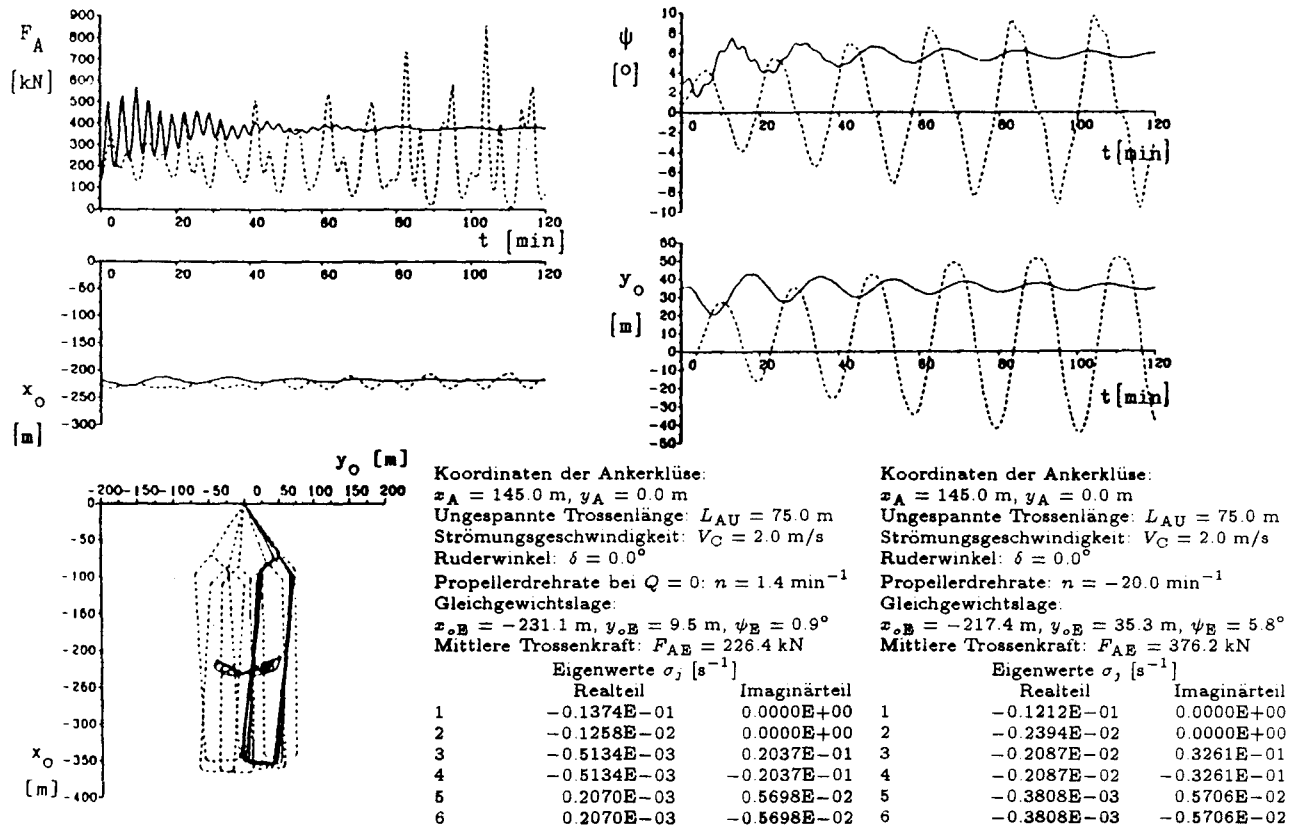 F_A
[kN]
900
800
700
600
500
400
300
200
100
0
0 20 40 60 80 100 120
t [min]
ψ
[°]
10
8
6
4
2
0
-2
-4
-6
-8
-10
0 20 40 60 80 100 120
t [min]
x_o
[m]
0
-50
-100
-150
-200
-250
-300
0 20 40 60 80 100 120
y_o
[m]
60
50
40
30
20
10
0
-10
-20
-30
-40
-50
0 20 40 60 80 100 120
t [min]
y_o [m]
-200 -150 -100 -50 0 50 100 150 200
0
-50
-100
-150
-200
-250
-300
-350
-400
x_o
[m]
Koordinaten der Ankerklüse:
x_A = 145.0 m, y_A = 0.0 m
Ungespannte Trossenlänge: L_AU = 75.0 m
Strömungsgeschwindigkeit: V_C = 2.0 m/s
Ruderwinkel: δ = 0.0°
Propellerdrehrate bei Q = 0: n = 1.4 min⁻¹
Gleichgewichtslage:
x_oE = −231.1 m, y_oE = 9.5 m, ψ_E = 0.9°
Mittlere Trossenkraft: F_AE = 226.4 kN
Eigenwerte σ_j [s⁻¹]
Realteil Imaginärteil
1 −0.1374E−01 0.0000E+00
2 −0.1258E−02 0.0000E+00
3 −0.5134E−03 0.2037E−01
4 −0.5134E−03 −0.2037E−01
5 0.2070E−03 0.5698E−02
6 0.2070E−03 −0.5698E−02
Koordinaten der Ankerklüse:
x_A = 145.0 m, y_A = 0.0 m
Ungespannte Trossenlänge: L_AU = 75.0 m
Strömungsgeschwindigkeit: V_C = 2.0 m/s
Ruderwinkel: δ = 0.0°
Propellerdrehrate: n = −20.0 min⁻¹
Gleichgewichtslage:
x_oE = −217.4 m, y_oE = 35.3 m, ψ_E = 5.8°
Mittlere Trossenkraft: F_AE = 376.2 kN
Eigenwerte σ_j [s⁻¹]
Realteil Imaginärteil
1 −0.1212E−01 0.0000E+00
2 −0.2394E−02 0.0000E+00
3 −0.2087E−02 0.3261E−01
4 −0.2087E−02 −0.3261E−01
5 −0.3808E−03 0.5706E−02
6 −0.3808E−03 −0.5706E−02